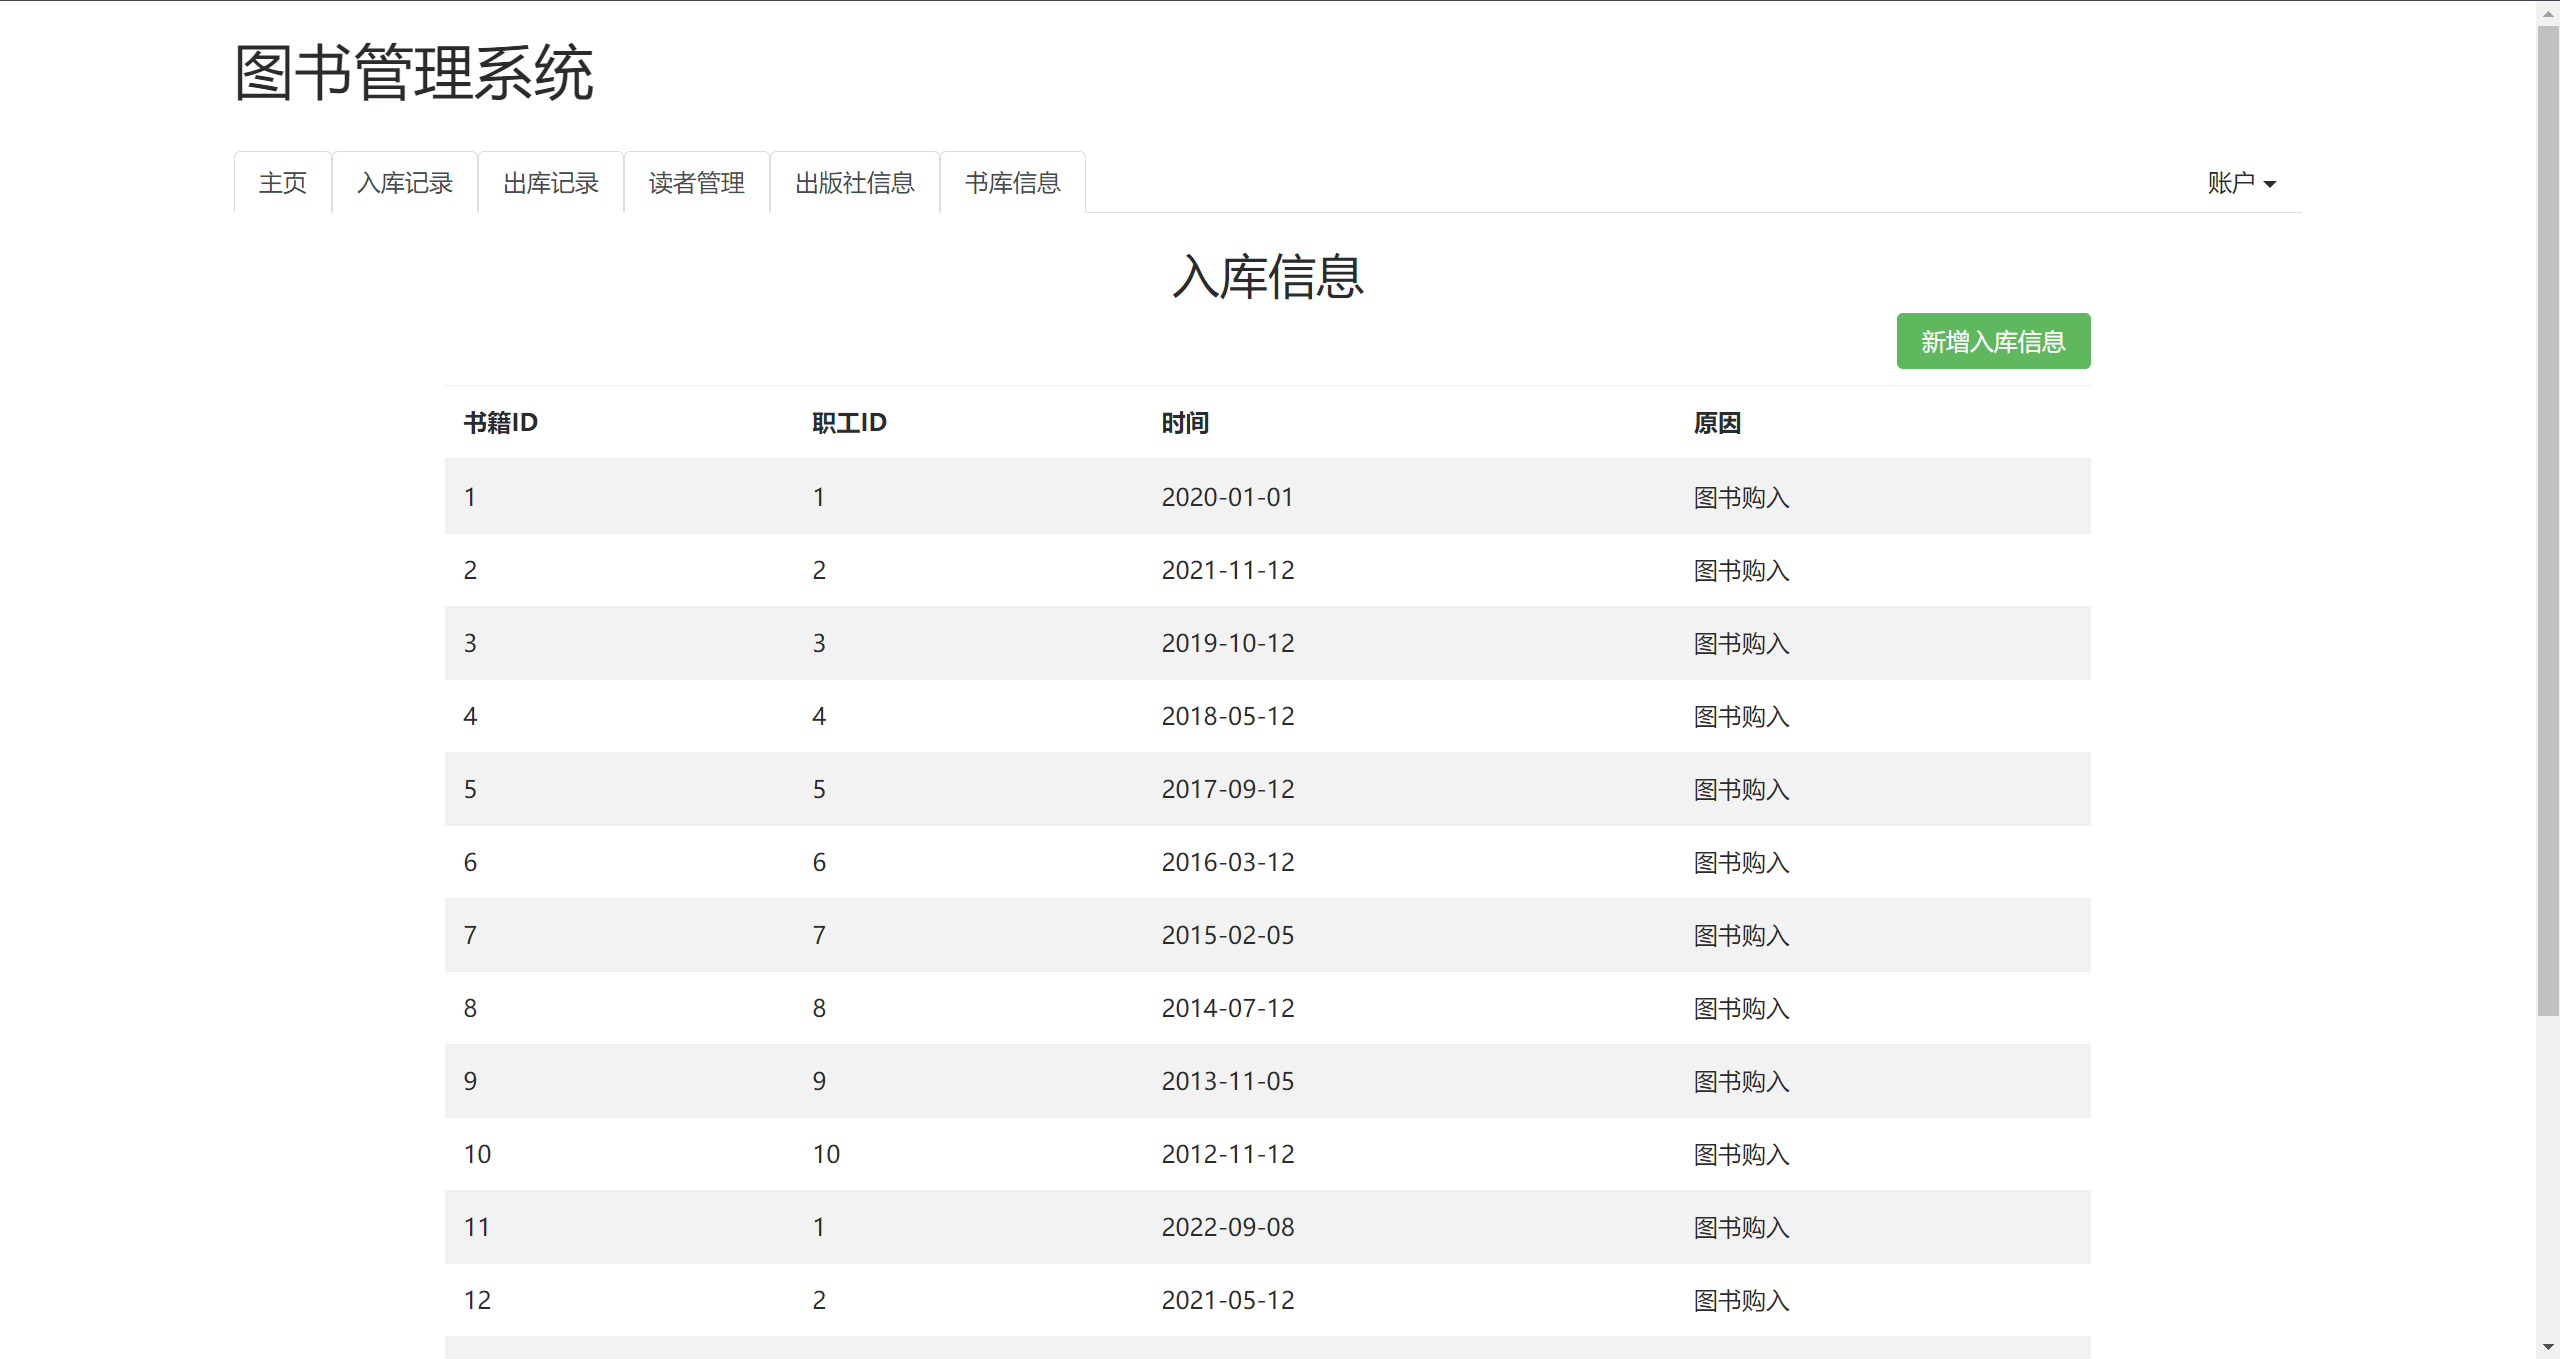 图书管理系统
主页 入库记录 出库记录 读者管理 出版社信息 书库信息 账户
入库信息
新增入库信息
书籍ID 职工ID 时间 原因
1 1 2020-01-01 图书购入
2 2 2021-11-12 图书购入
3 3 2019-10-12 图书购入
4 4 2018-05-12 图书购入
5 5 2017-09-12 图书购入
6 6 2016-03-12 图书购入
7 7 2015-02-05 图书购入
8 8 2014-07-12 图书购入
9 9 2013-11-05 图书购入
10 10 2012-11-12 图书购入
11 1 2022-09-08 图书购入
12 2 2021-05-12 图书购入